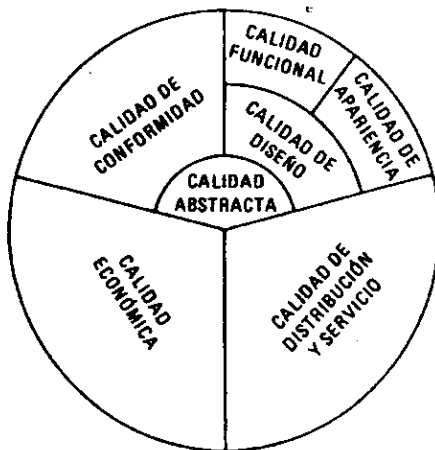 CALIDAD
FUNCIONAL
CALIDAD DE
APARIENCIA
CALIDAD DE
CONFORMIDAD
CALIDAD DE
DISEÑO
CALIDAD
ABSTRACTA
CALIDAD
ECONÓMICA
CALIDAD DE
DISTRIBUCIÓN
Y SERVICIO